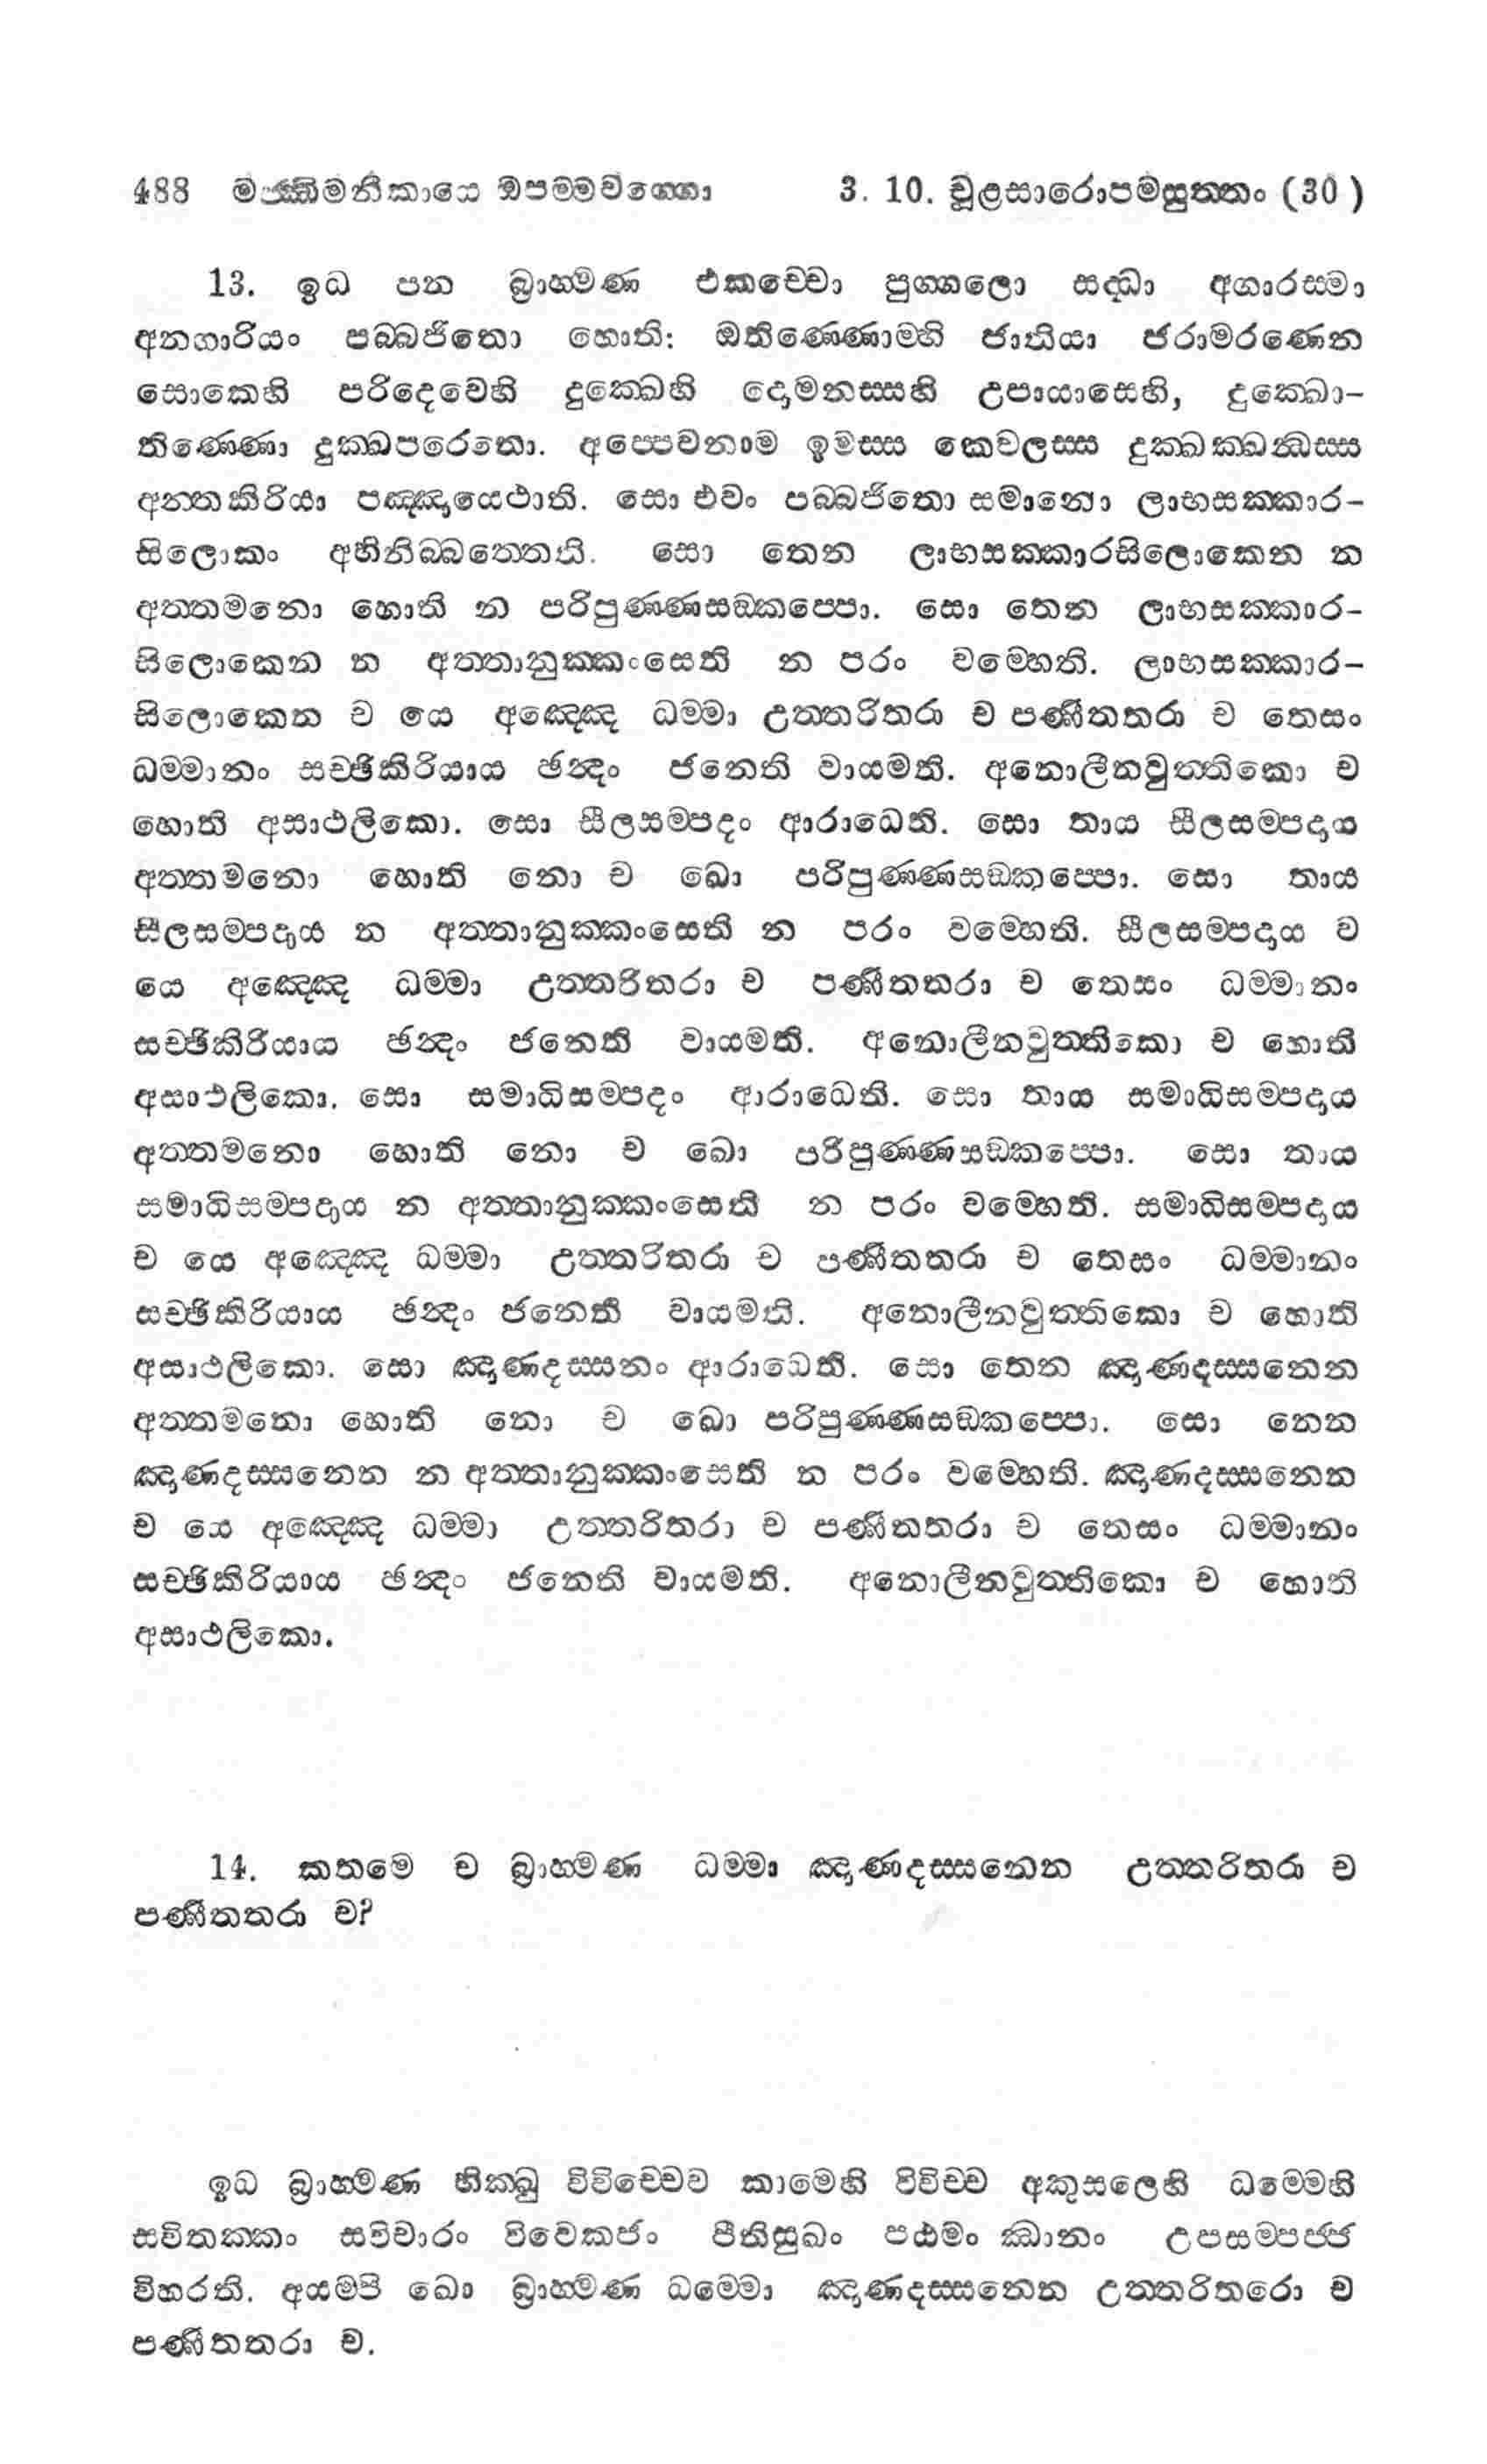 488 මජ්ඣිමනිකායෙ ඔපම්මවග්ගො 3. 10. චූළසාරොපමසුත්තං (30)
13. ඉධ පන බ්‍රාහ්මණ එකච්චො පුග්ගලො සද්ධා අගාරස්මා
අනගාරියං පබ්බජිතො හොති: ඔතිණ්ණොම්හි ජාතියා ජරාමරණෙන
සොකෙහි පරිදෙවෙහි දුක්ඛෙහි දොමනස්සහි උපායාසෙහි, දුක්ඛො-
තිණ්ණො දුක්ඛපරෙතො. අප්පෙවනාම ඉමස්ස කෙවලස්ස දුක්ඛක්ඛන්ධස්ස
අන්තකිරියා පඤ්ඤායෙථාති. සො එවං පබ්බජිතො සමානො ලාභසක්කාර-
සිලොකං අභිනිබ්බත්තෙති. සො තෙන ලාභසක්කාරසිලොකෙන න
අත්තමනො හොති න පරිපුණ්ණසඞ්කප්පො. සො තෙන ලාභසක්කාර-
සිලොකෙන න අත්තානුක්කංසෙති න පරං වම්හෙති. ලාභසක්කාර-
සිලොකෙන ච යෙ අඤ්ඤෙ ධම්මා උත්තරිතරා ච පණීතතරා ච තෙසං
ධම්මානං සච්ඡිකිරියාය ඡන්දං ජනෙති වායමති. අනොලීනවුත්තිකො ච
හොති අසාථලිකො. සො සීලසම්පදං ආරාධෙති. සො තාය සීලසම්පදාය
අත්තමනො හොති නො ච ඛො පරිපුණ්ණසඞ්කප්පො. සො තාය
සීලසම්පදාය න අත්තානුක්කංසෙති න පරං වම්හෙති. සීලසම්පදාය ච
යෙ අඤ්ඤෙ ධම්මා උත්තරිතරා ච පණීතතරා ච තෙසං ධම්මානං
සච්ඡිකිරියාය ඡන්දං ජනෙති වායමති. අනොලීනවුත්තිකො ච හොති
අසාථලිකො. සො සමාධිසම්පදං ආරාධෙති. සො තාය සමාධිසම්පදාය
අත්තමනො හොති නො ච ඛො පරිපුණ්ණසඞ්කප්පො. සො තාය
සමාධිසම්පදාය න අත්තානුක්කංසෙති න පරං වම්හෙති. සමාධිසම්පදාය
ච යෙ අඤ්ඤෙ ධම්මා උත්තරිතරා ච පණීතතරා ච තෙසං ධම්මානං
සච්ඡිකිරියාය ඡන්දං ජනෙති වායමති. අනොලීනවුත්තිකො ච හොති
අසාථලිකො. සො ඤාණදස්සනං ආරාධෙති. සො තෙන ඤාණදස්සනෙන
අත්තමනො හොති නො ච ඛො පරිපුණ්ණසඞ්කප්පො. සො තෙන
ඤාණදස්සනෙන න අත්තානුක්කංසෙති න පරං වම්හෙති. ඤාණදස්සනෙන
ච යෙ අඤ්ඤෙ ධම්මා උත්තරිතරා ච පණීතතරා ච තෙසං ධම්මානං
සච්ඡිකිරියාය ඡන්දං ජනෙති වායමති. අනොලීනවුත්තිකො ච හොති
අසාථලිකො.
14. කතමෙ ච බ්‍රාහ්මණ ධම්මා ඤාණදස්සනෙන උත්තරිතරා ච
පණීතතරා ච?
ඉධ බ්‍රාහ්මණ භික්ඛු විවිච්චෙව කාමෙහි විවිච්ච අකුසලෙහි ධම්මෙහි
සවිතක්කං සවිචාරං විවෙකජං පීතිසුඛං පඨමං ඣානං උපසම්පජ්ජ
විහරති. අයම්පි ඛො බ්‍රාහ්මණ ධම්මො ඤාණදස්සනෙන උත්තරිතරො ච
පණීතතරා ච.